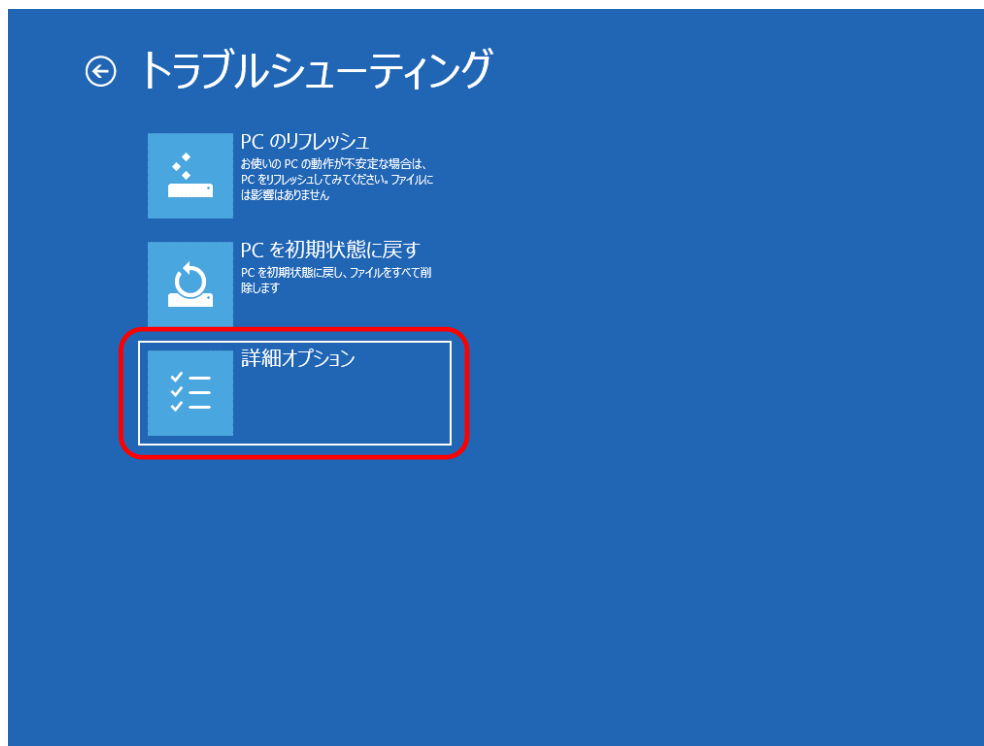 トラブルシューティング
PC のリフレッシュ
お使いの PC の動作が不安定な場合は、
PC をリフレッシュしてみてください。ファイルに
は影響はありません
PC を初期状態に戻す
PC を初期状態に戻し、ファイルをすべて削
除します
詳細オプション